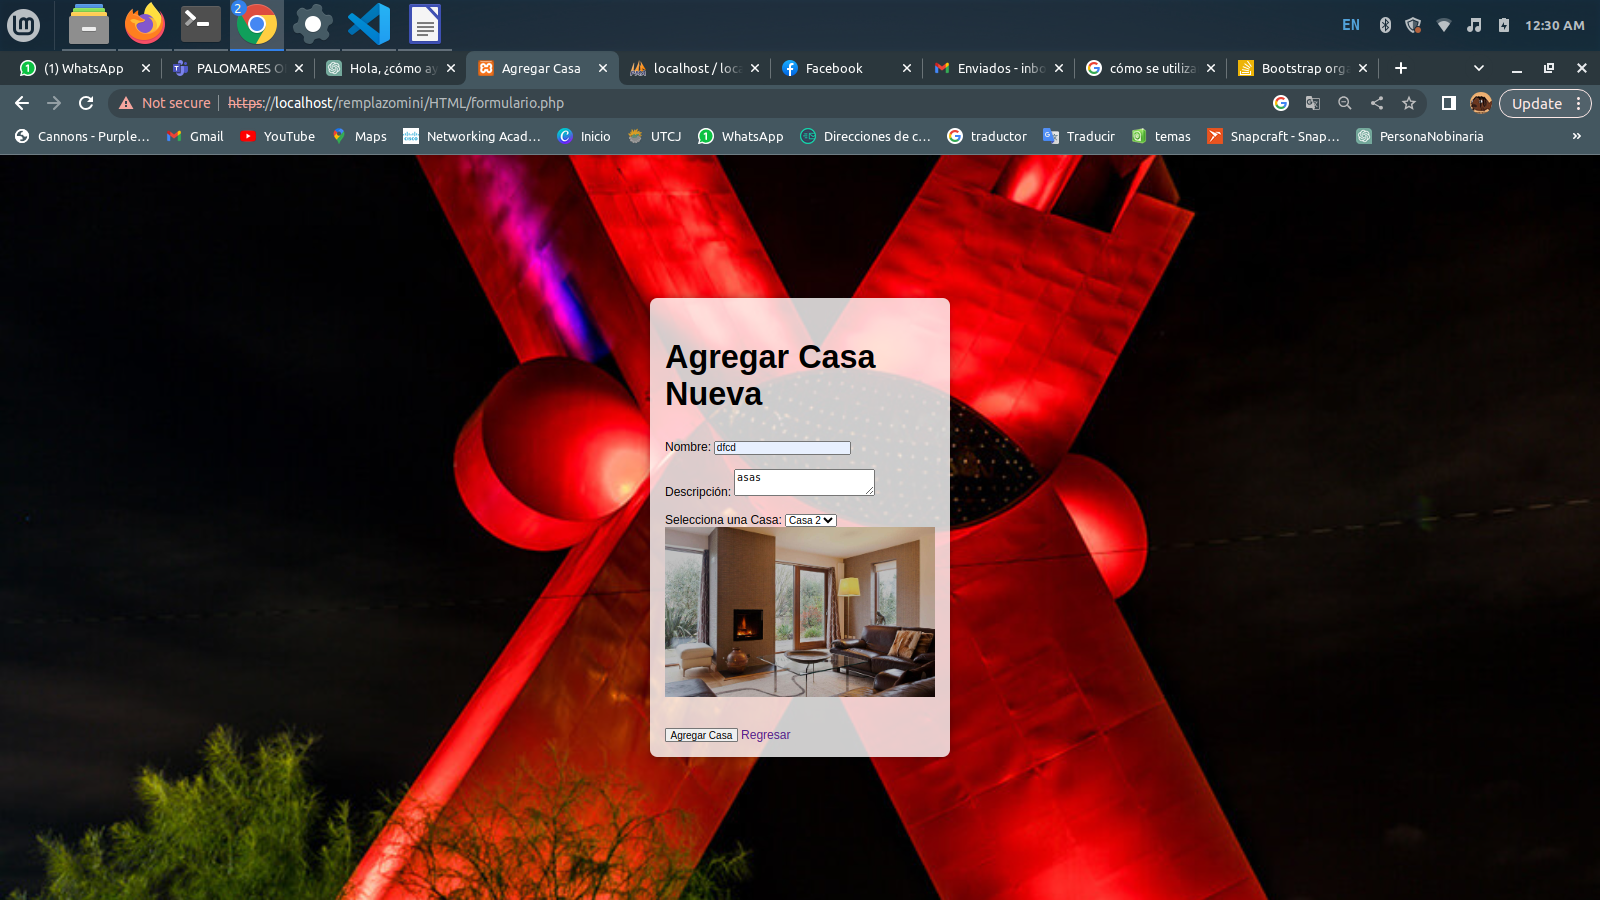 2
EN
12:30 AM
(1) WhatsApp
PALOMARES O
Hola, ¿cómo ay
Agregar Casa
localhost / loca
Facebook
Enviados - inbo
cómo se utiliza
Bootstrap orga
Not secure
https://localhost/remplazomini/HTML/formulario.php
Update
Cannons - Purple…
Gmail
YouTube
Maps
Networking Acad…
Inicio
UTCJ
WhatsApp
Direcciones de c…
traductor
Traducir
temas
Snapcraft - Snap…
PersonaNobinaria
»
Agregar Casa
Nueva
Nombre: dfcd
Descripción: asas
Selecciona una Casa: Casa 2
Agregar Casa Regresar